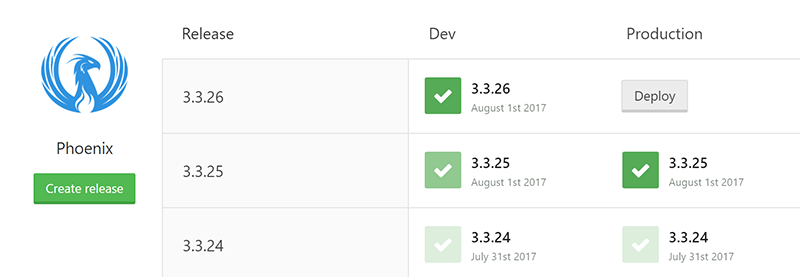 Release Dev Production
3.3.26 3.3.26 Deploy
August 1st 2017
Phoenix
Create release
3.3.25 3.3.25 3.3.25
August 1st 2017 August 1st 2017
3.3.24 3.3.24 3.3.24
July 31st 2017 July 31st 2017